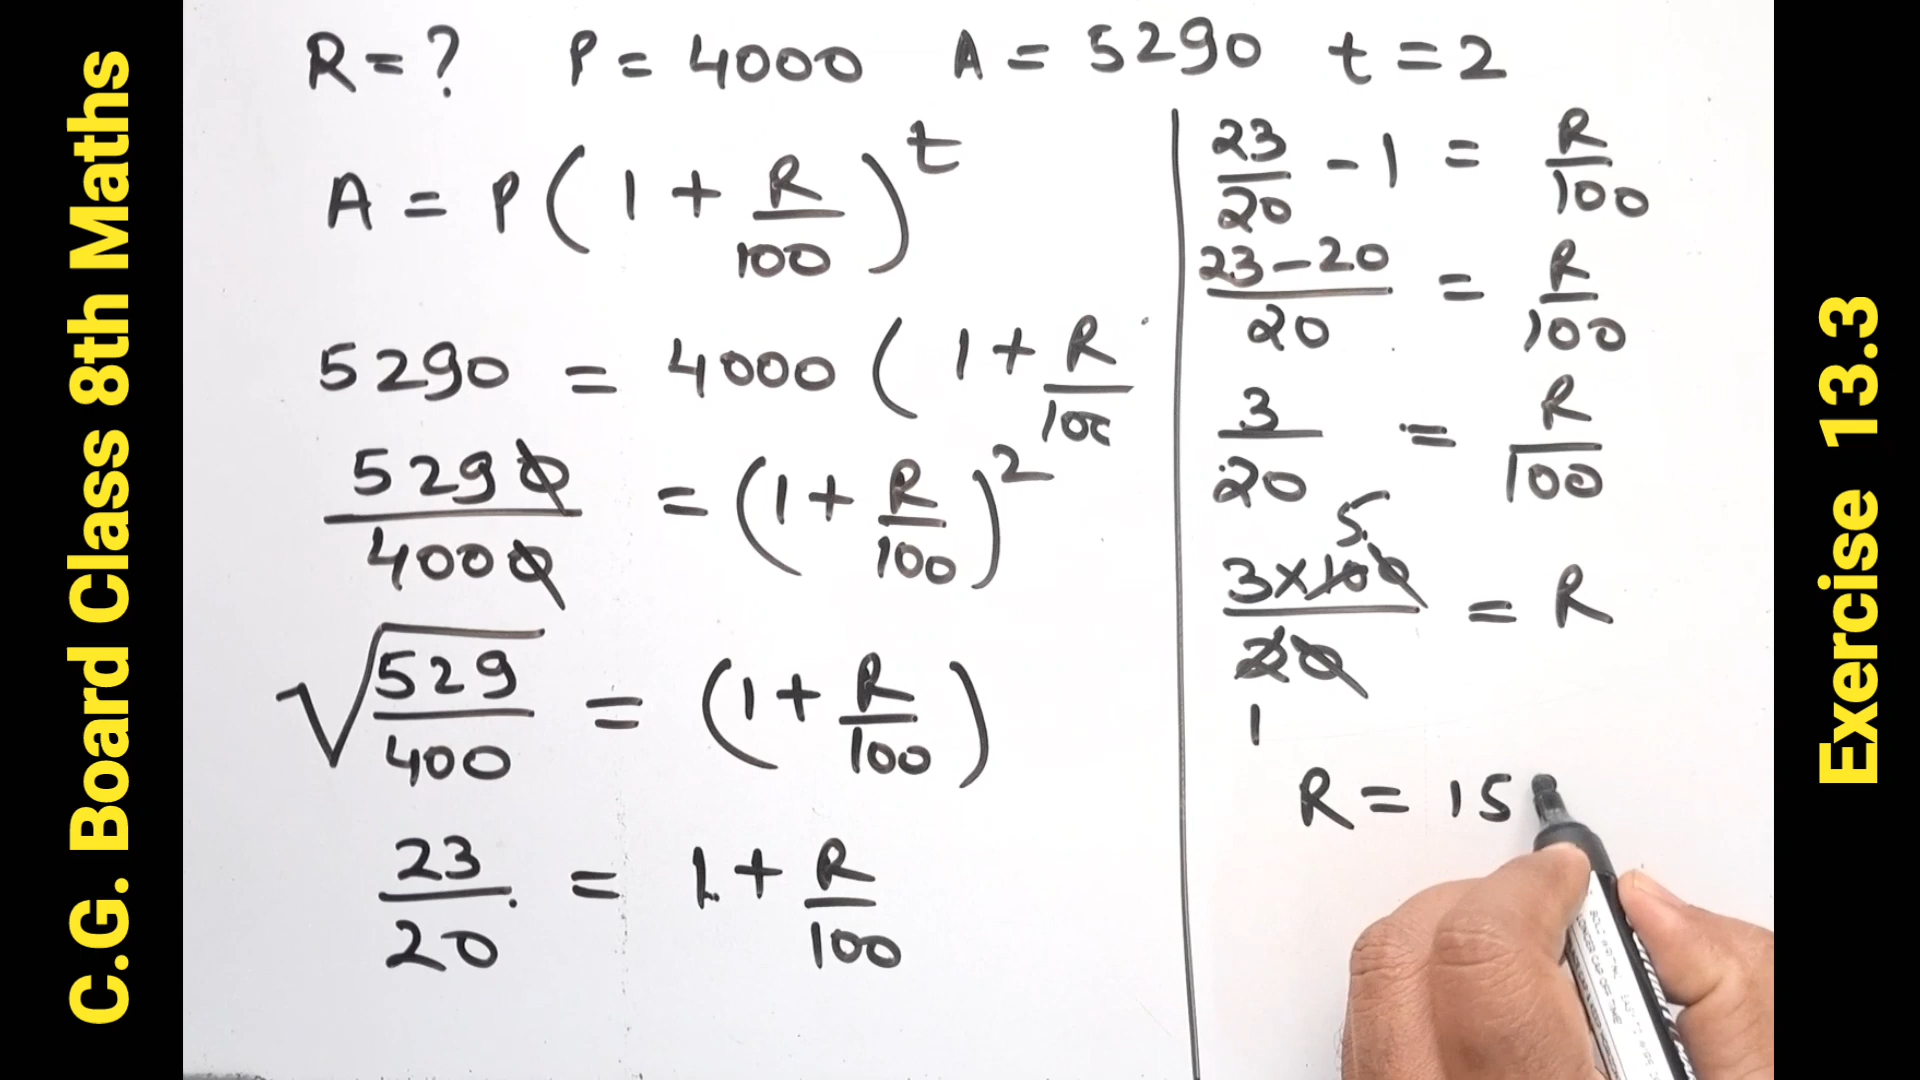 C.G. Board Class 8th Maths
R = ? P = 4000 A = 5290 t = 2
A = P ( 1 + R/100 )^t
5290 = 4000 ( 1 + R/100
5290/4000 = ( 1 + R/100 )^2
√529/400 = ( 1 + R/100 )
23/20 = 1 + R/100
23/20 - 1 = R/100
23-20/20 = R/100
3/20 = R/100
5
3×100/20 = R
1
R = 15
Exercise 13.3